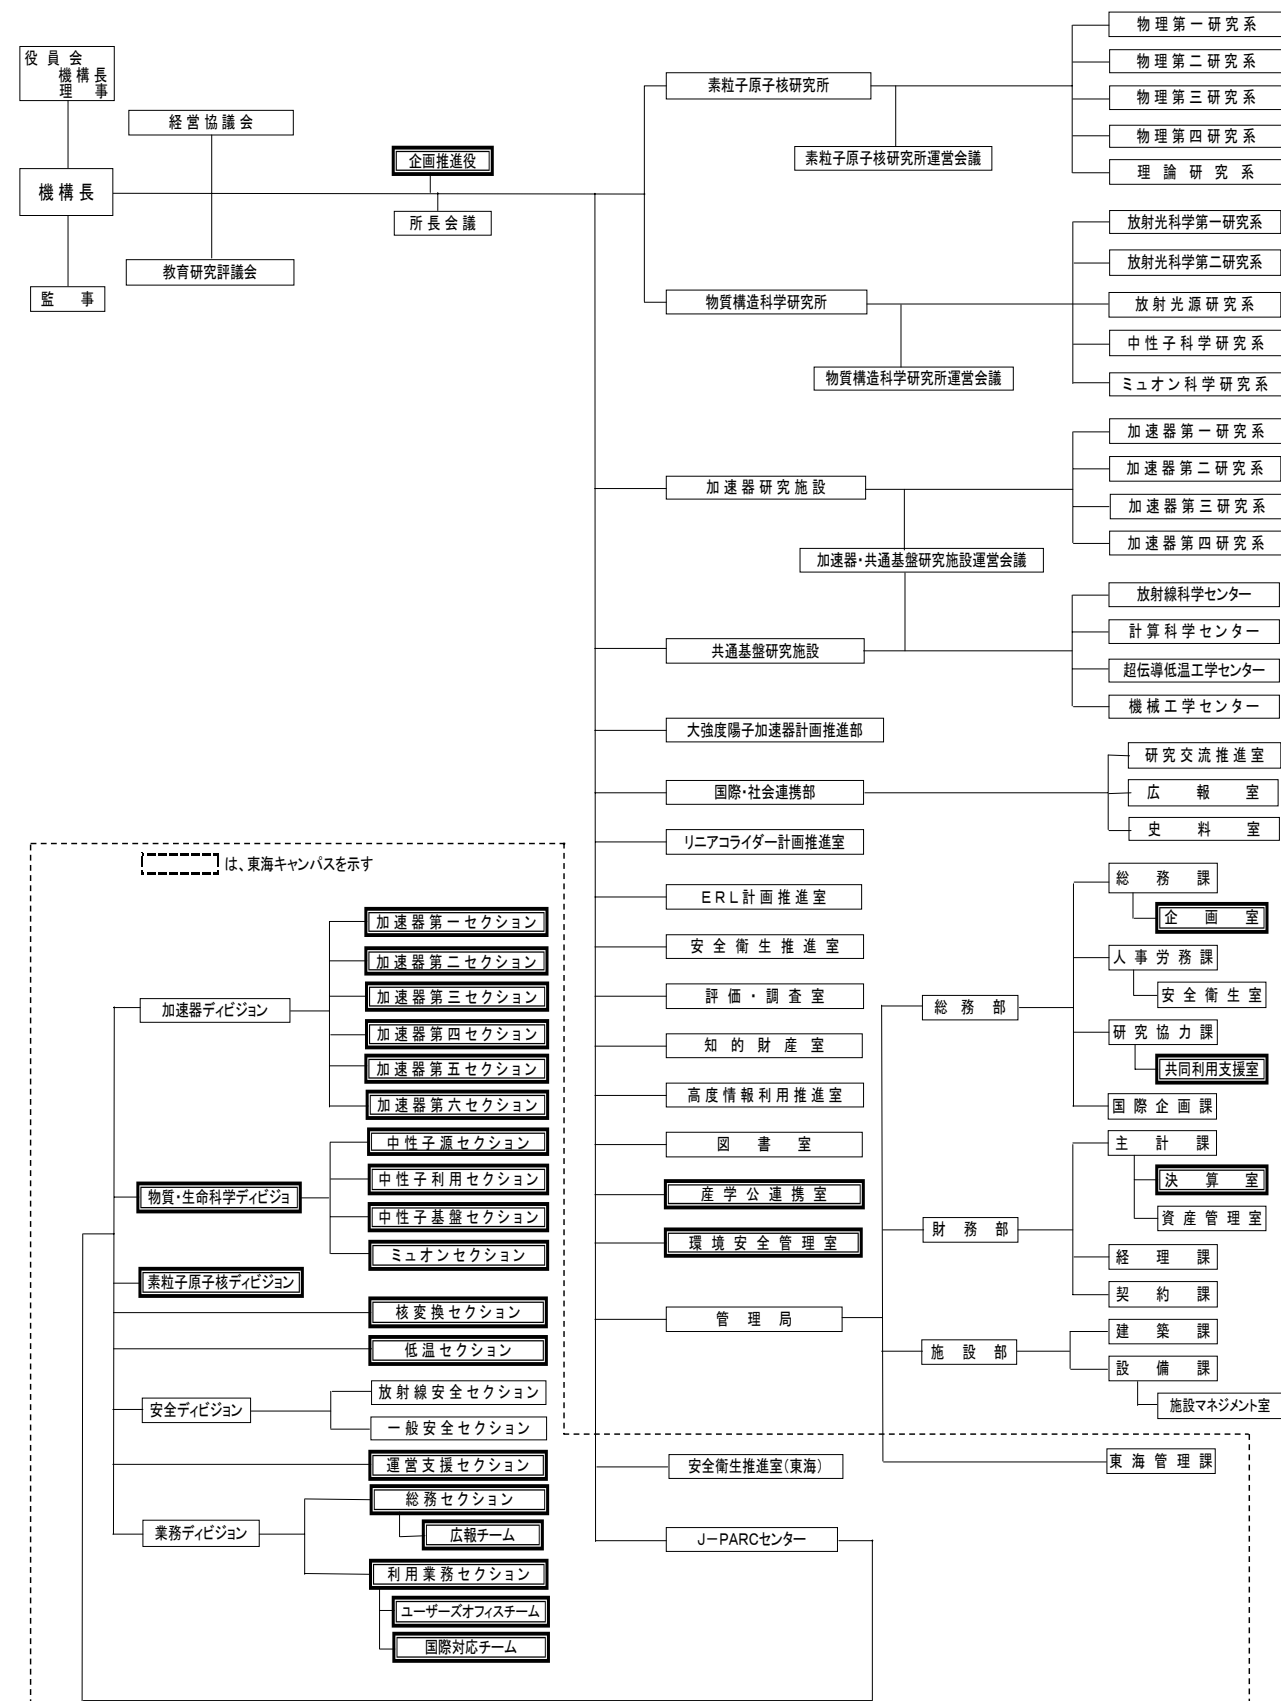 役員会
機構長
理事
経営協議会
企画推進役
機構長
所長会議
教育研究評議会
監事
素粒子原子核研究所
素粒子原子核研究所運営会議
物理第一研究系
物理第二研究系
物理第三研究系
物理第四研究系
理論研究系
物質構造科学研究所
物質構造科学研究所運営会議
放射光科学第一研究系
放射光科学第二研究系
放射光源研究系
中性子科学研究系
ミュオン科学研究系
加速器研究施設
加速器・共通基盤研究施設運営会議
加速器第一研究系
加速器第二研究系
加速器第三研究系
加速器第四研究系
共通基盤研究施設
放射線科学センター
計算科学センター
超伝導低温工学センター
機械工学センター
大強度陽子加速器計画推進部
国際・社会連携部
研究交流推進室
広報室
史料室
リニアコライダー計画推進室
ERL計画推進室
安全衛生推進室
評価・調査室
知的財産室
高度情報利用推進室
図書室
産学公連携室
環境安全管理室
管理局
総務部
総務課
企画室
人事労務課
安全衛生室
研究協力課
共同利用支援室
国際企画課
財務部
主計課
決算室
資産管理室
経理課
契約課
施設部
建築課
設備課
施設マネジメント室
東海管理課
安全衛生推進室(東海)
J-PARCセンター
は、東海キャンパスを示す
加速器ディビジョン
加速器第一セクション
加速器第二セクション
加速器第三セクション
加速器第四セクション
加速器第五セクション
加速器第六セクション
物質・生命科学ディビジョ
中性子源セクション
中性子利用セクション
中性子基盤セクション
ミュオンセクション
素粒子原子核ディビジョン
核変換セクション
低温セクション
安全ディビジョン
放射線安全セクション
一般安全セクション
運営支援セクション
業務ディビジョン
総務セクション
広報チーム
利用業務セクション
ユーザーズオフィスチーム
国際対応チーム